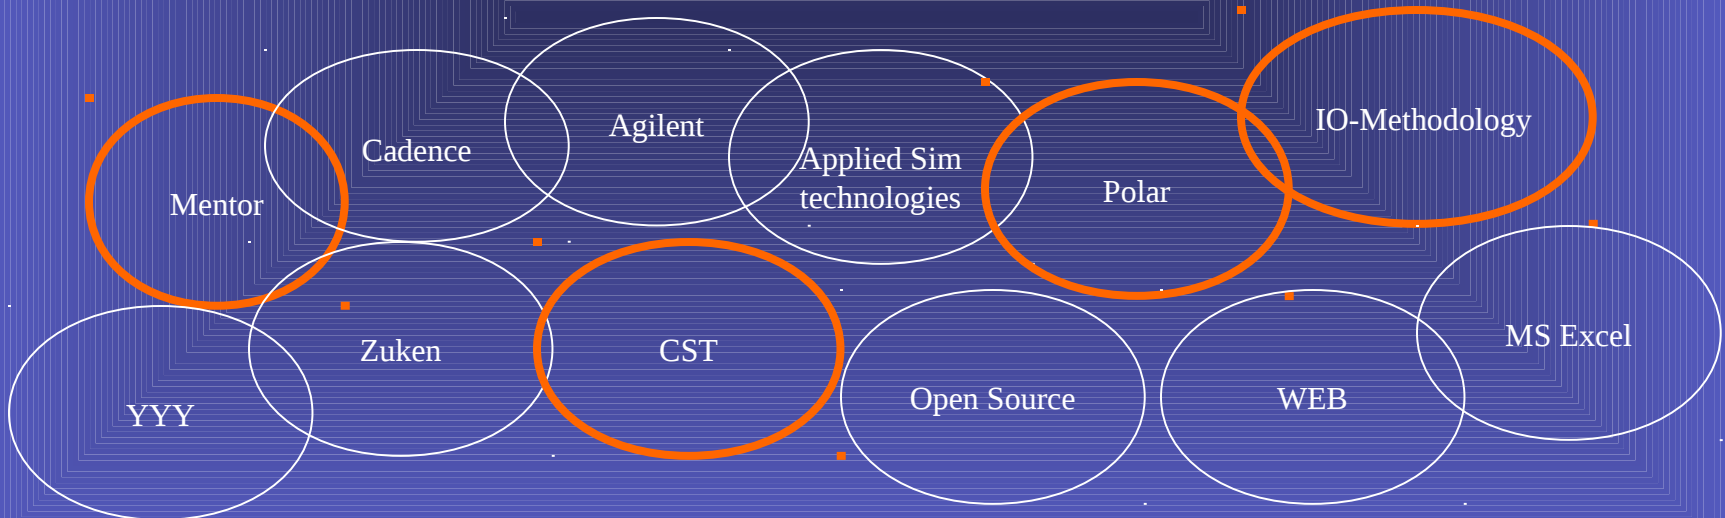 IO-Methodology
Agilent
Cadence
Applied Sim
technologies
Polar
Mentor
MS Excel
Zuken
CST
Open Source
WEB
YYY